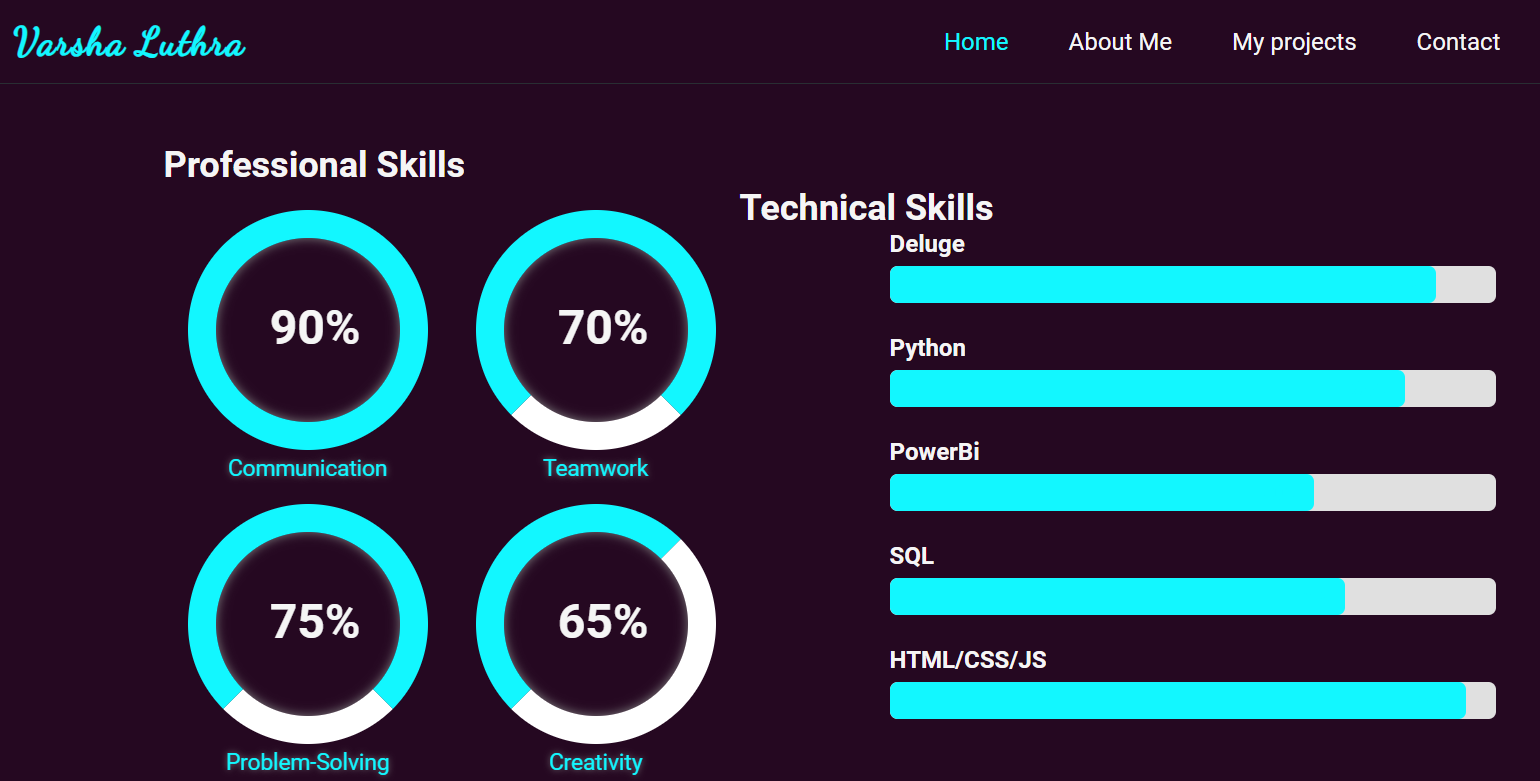 Varsha Luthra
Home About Me My projects Contact
Professional Skills
90%
Communication
70%
Teamwork
75%
Problem-Solving
65%
Creativity
Technical Skills
Deluge
Python
PowerBi
SQL
HTML/CSS/JS